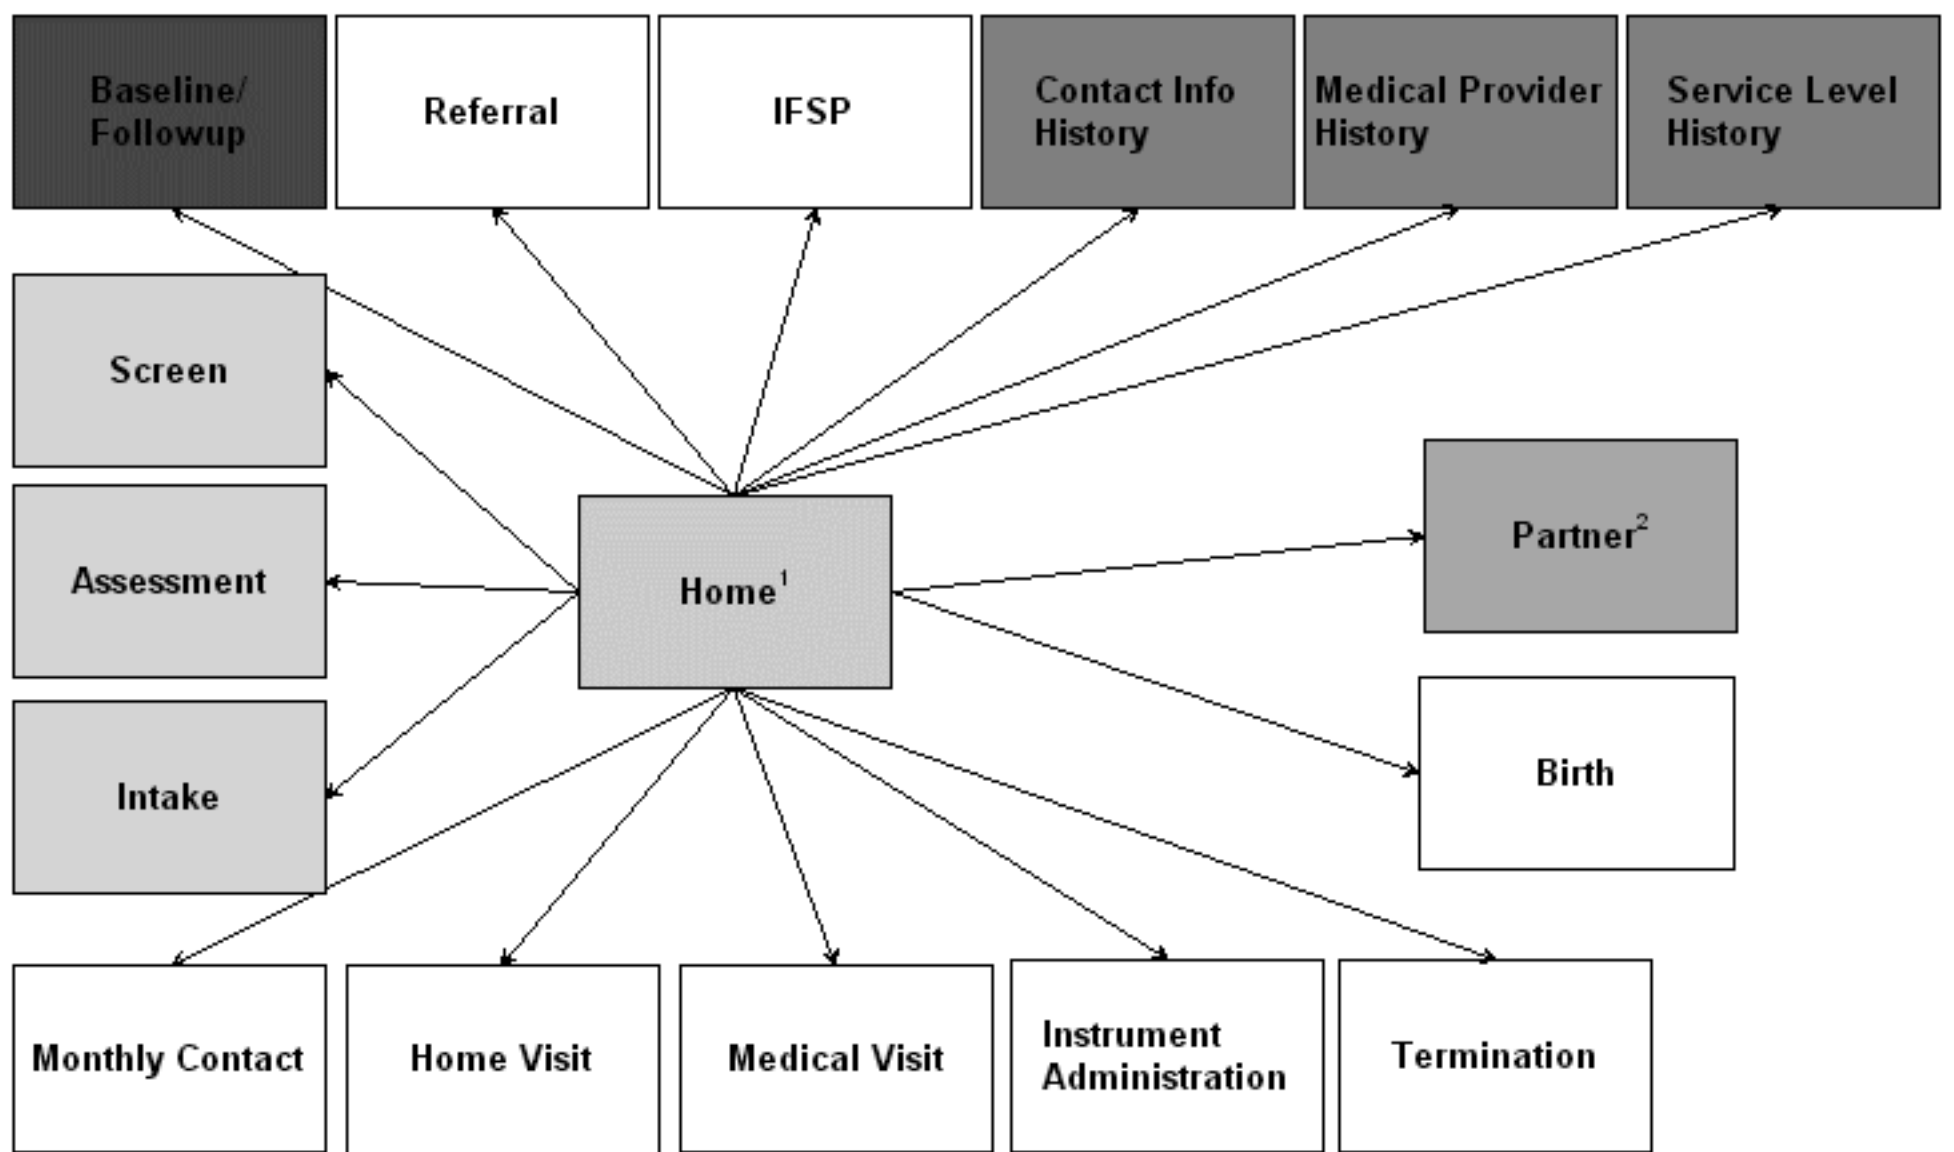 Baseline/
Followup
Referral
IFSP
Contact Info
History
Medical Provider
History
Service Level
History
Screen
Assessment
Home¹
Partner²
Intake
Birth
Monthly Contact
Home Visit
Medical Visit
Instrument
Administration
Termination